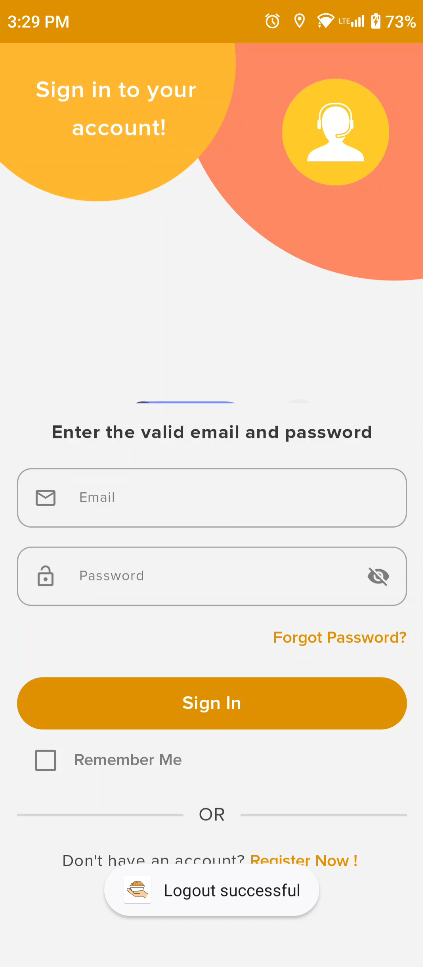 3:29 PM LTE 73%
Sign in to your
account!
Enter the valid email and password
Email
Password
Forgot Password?
Sign In
Remember Me
OR
Don't have an account? Register Now !
Logout successful